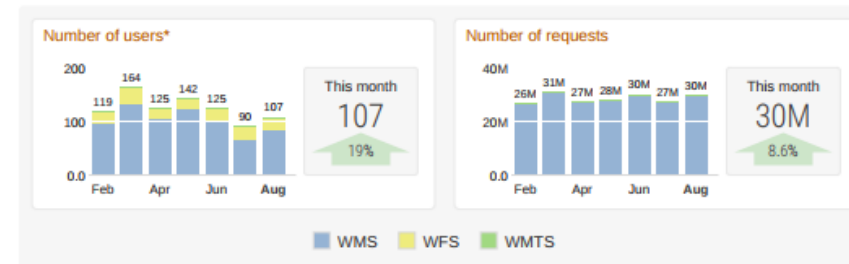 Number of users*
200
100
0.0
119
164
125
142
125
90
107
Feb
Apr
Jun
Aug
This month
107
19%
Number of requests
40M
20M
0.0
26M
31M
27M
28M
30M
27M
30M
Feb
Apr
Jun
Aug
This month
30M
8.6%
WMS
WFS
WMTS